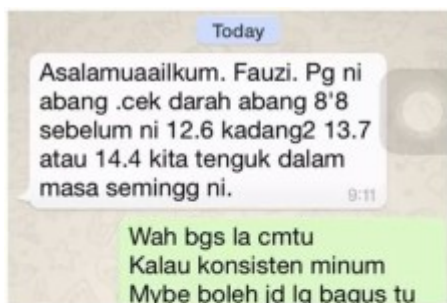 Today
Asalamuaailkum. Fauzi. Pg ni
abang .cek darah abang 8'8
sebelum ni 12.6 kadang2 13.7
atau 14.4 kita tenguk dalam
masa semingg ni.
9:11
Wah bgs la cmtu
Kalau konsisten minum
Mybe boleh jd lg bagus tu